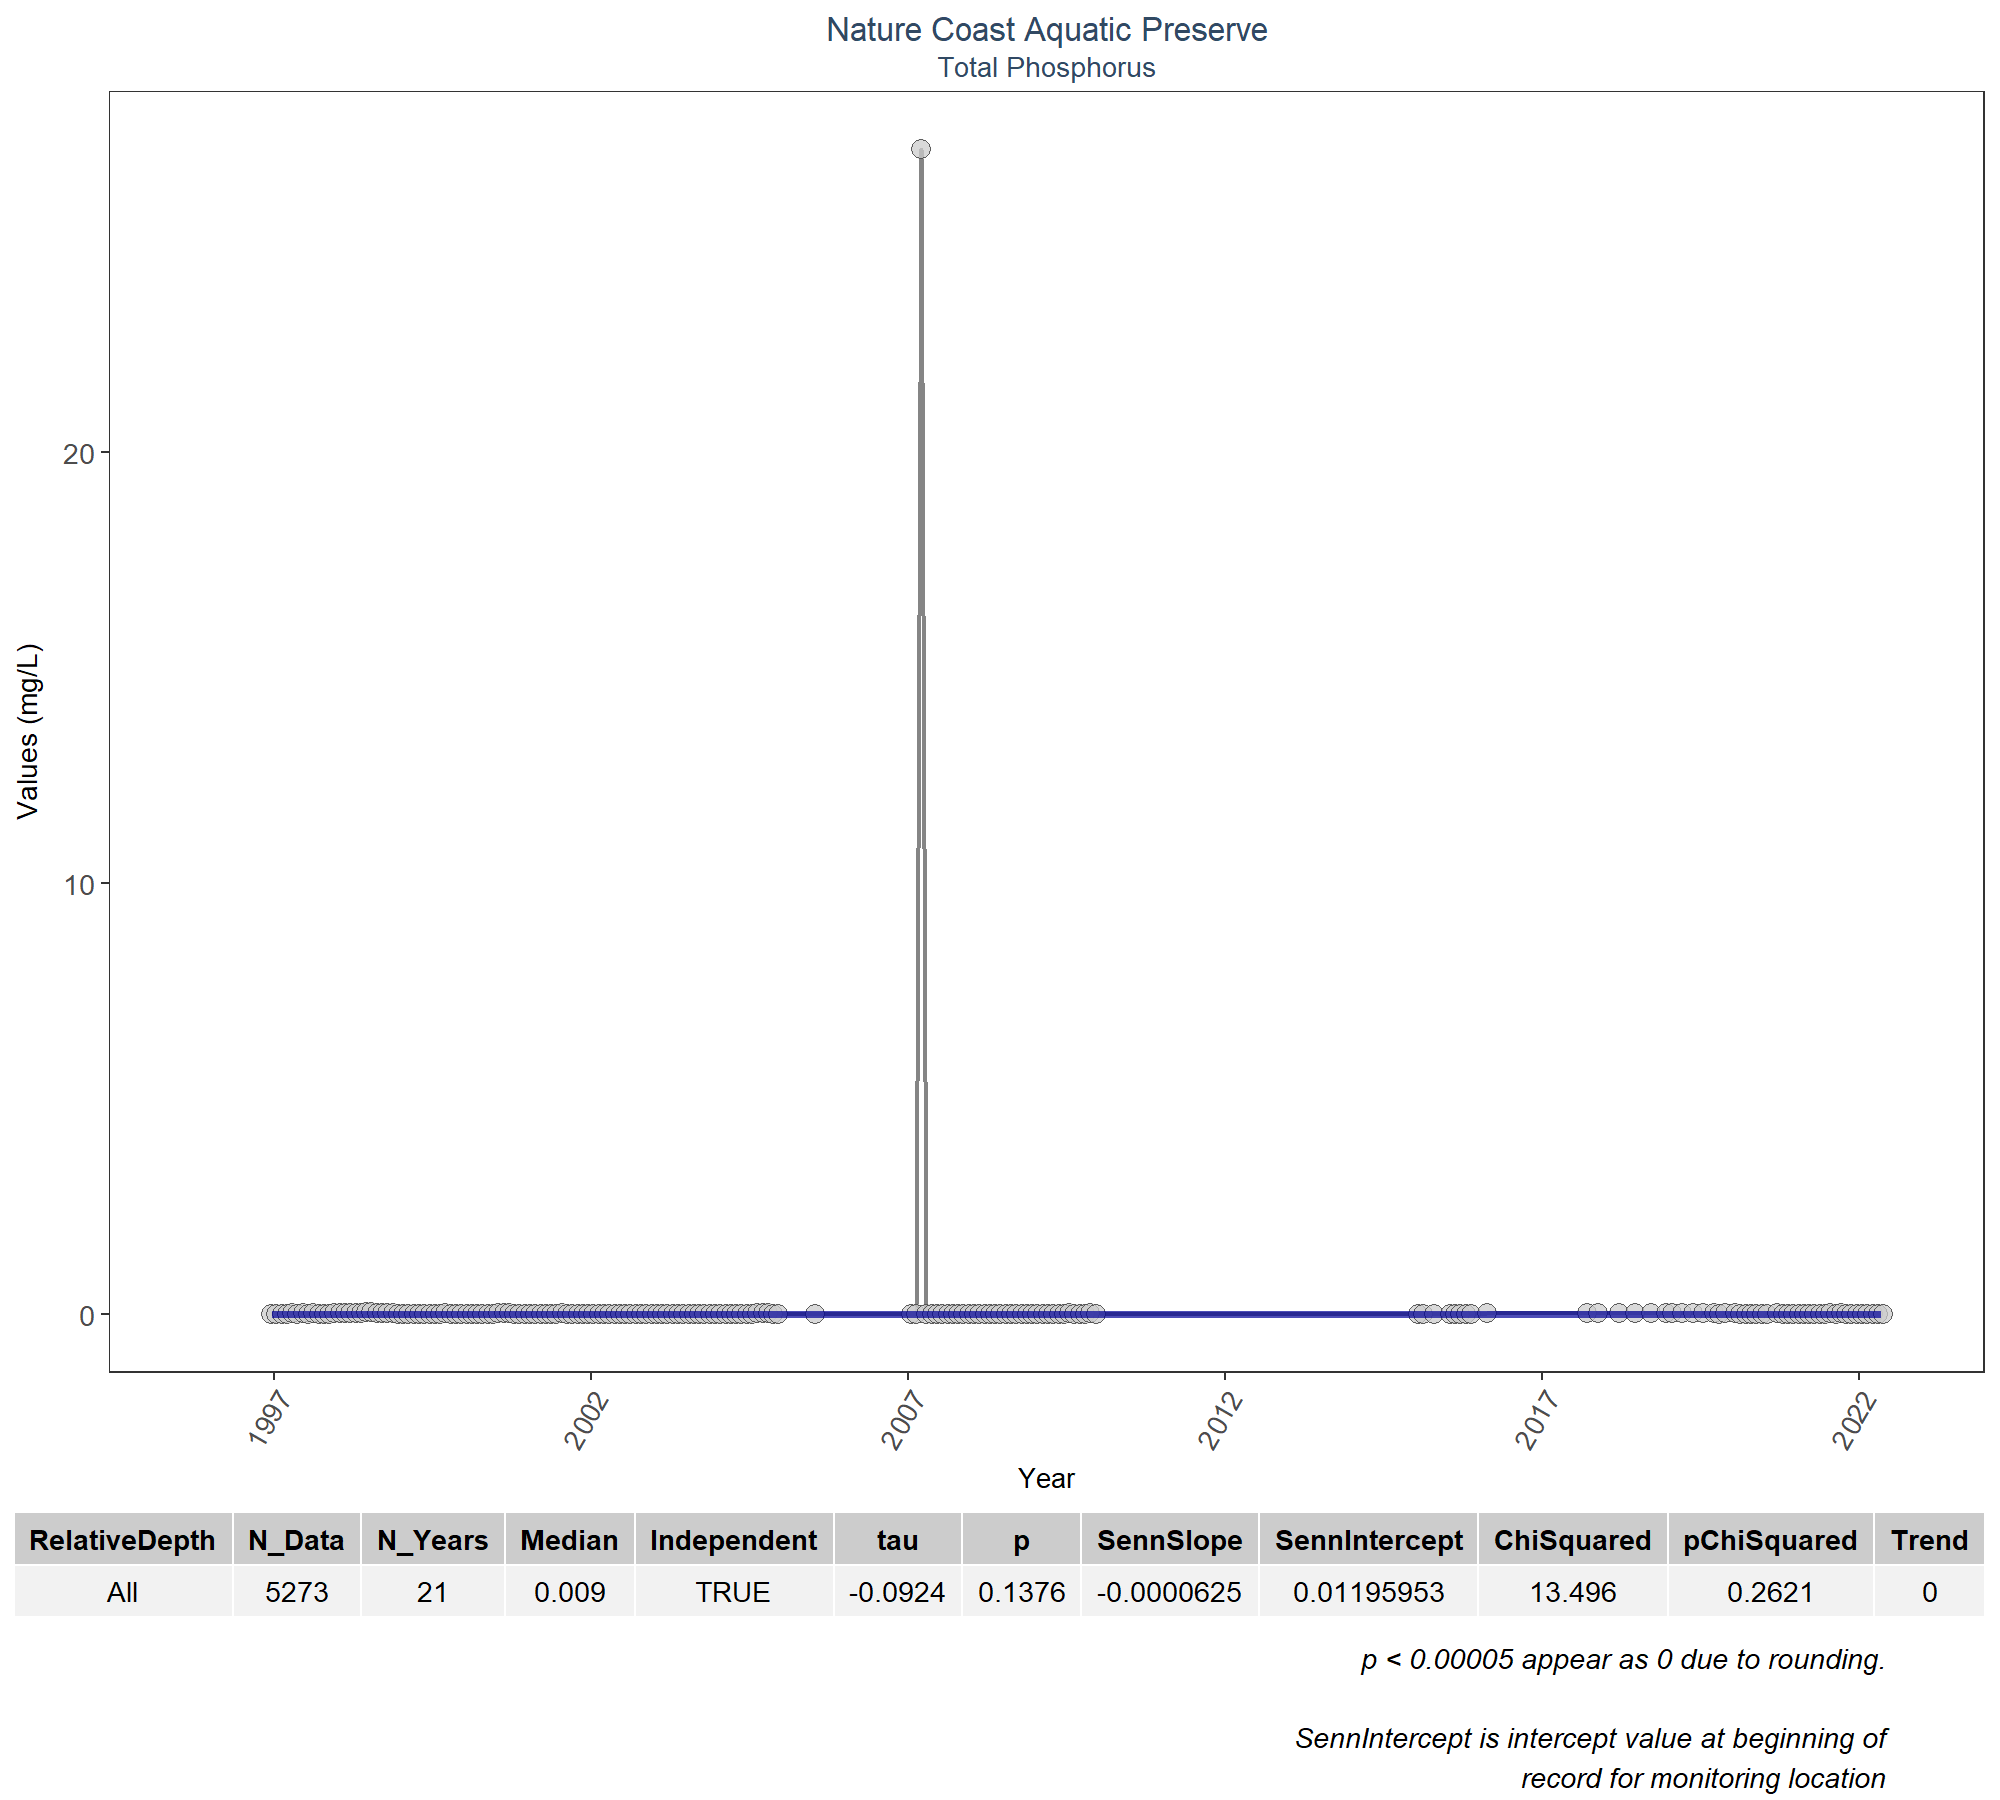 Nature Coast Aquatic Preserve
Total Phosphorus
Values (mg/L)
20
10
0
1997 2002 2007 2012 2017 2022
Year
RelativeDepth N_Data N_Years Median Independent tau p SennSlope SennIntercept ChiSquared pChiSquared Trend
All 5273 21 0.009 TRUE -0.0924 0.1376 -0.0000625 0.01195953 13.496 0.2621 0
p < 0.00005 appear as 0 due to rounding.
SennIntercept is intercept value at beginning of
record for monitoring location